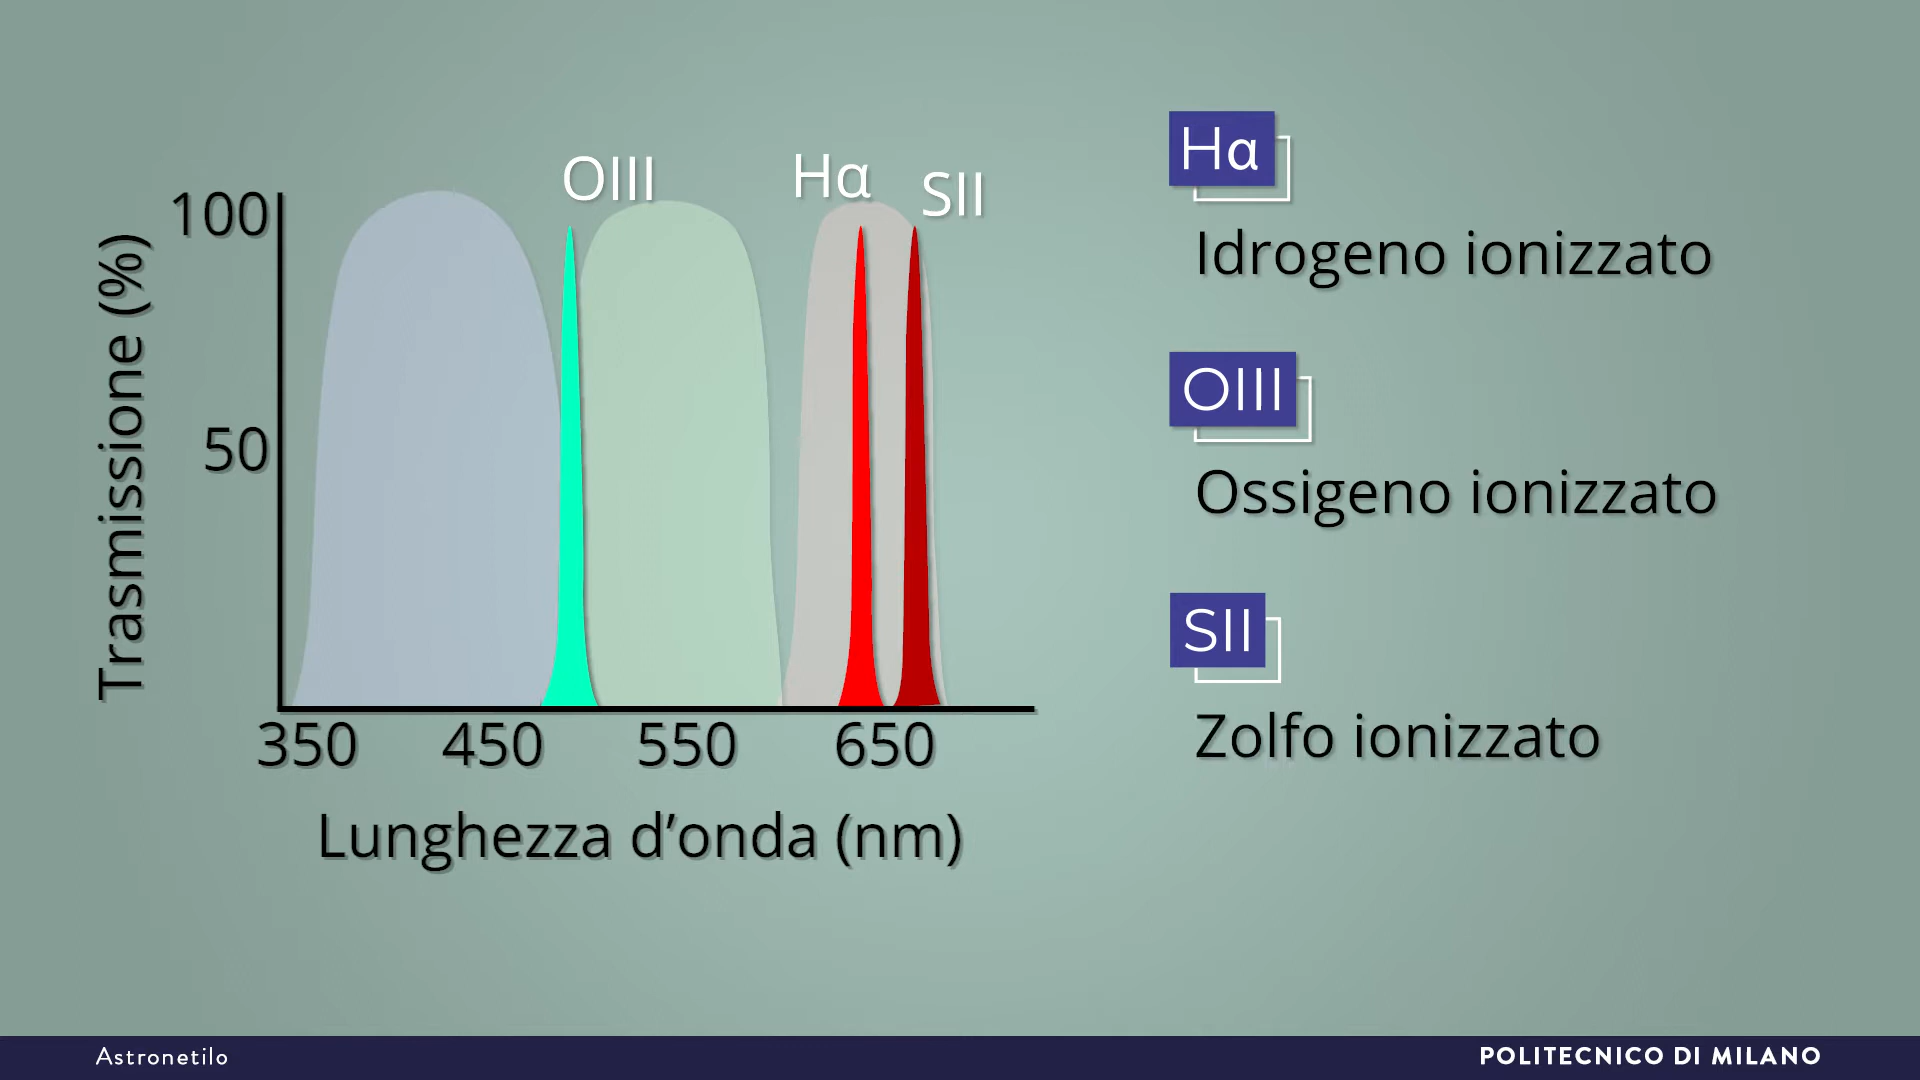 OIII
Hα
SII
100
50
Trasmissione (%)
350 450 550 650
Lunghezza d’onda (nm)
Hα
Idrogeno ionizzato
OIII
Ossigeno ionizzato
SII
Zolfo ionizzato
Astronetilo
POLITECNICO DI MILANO